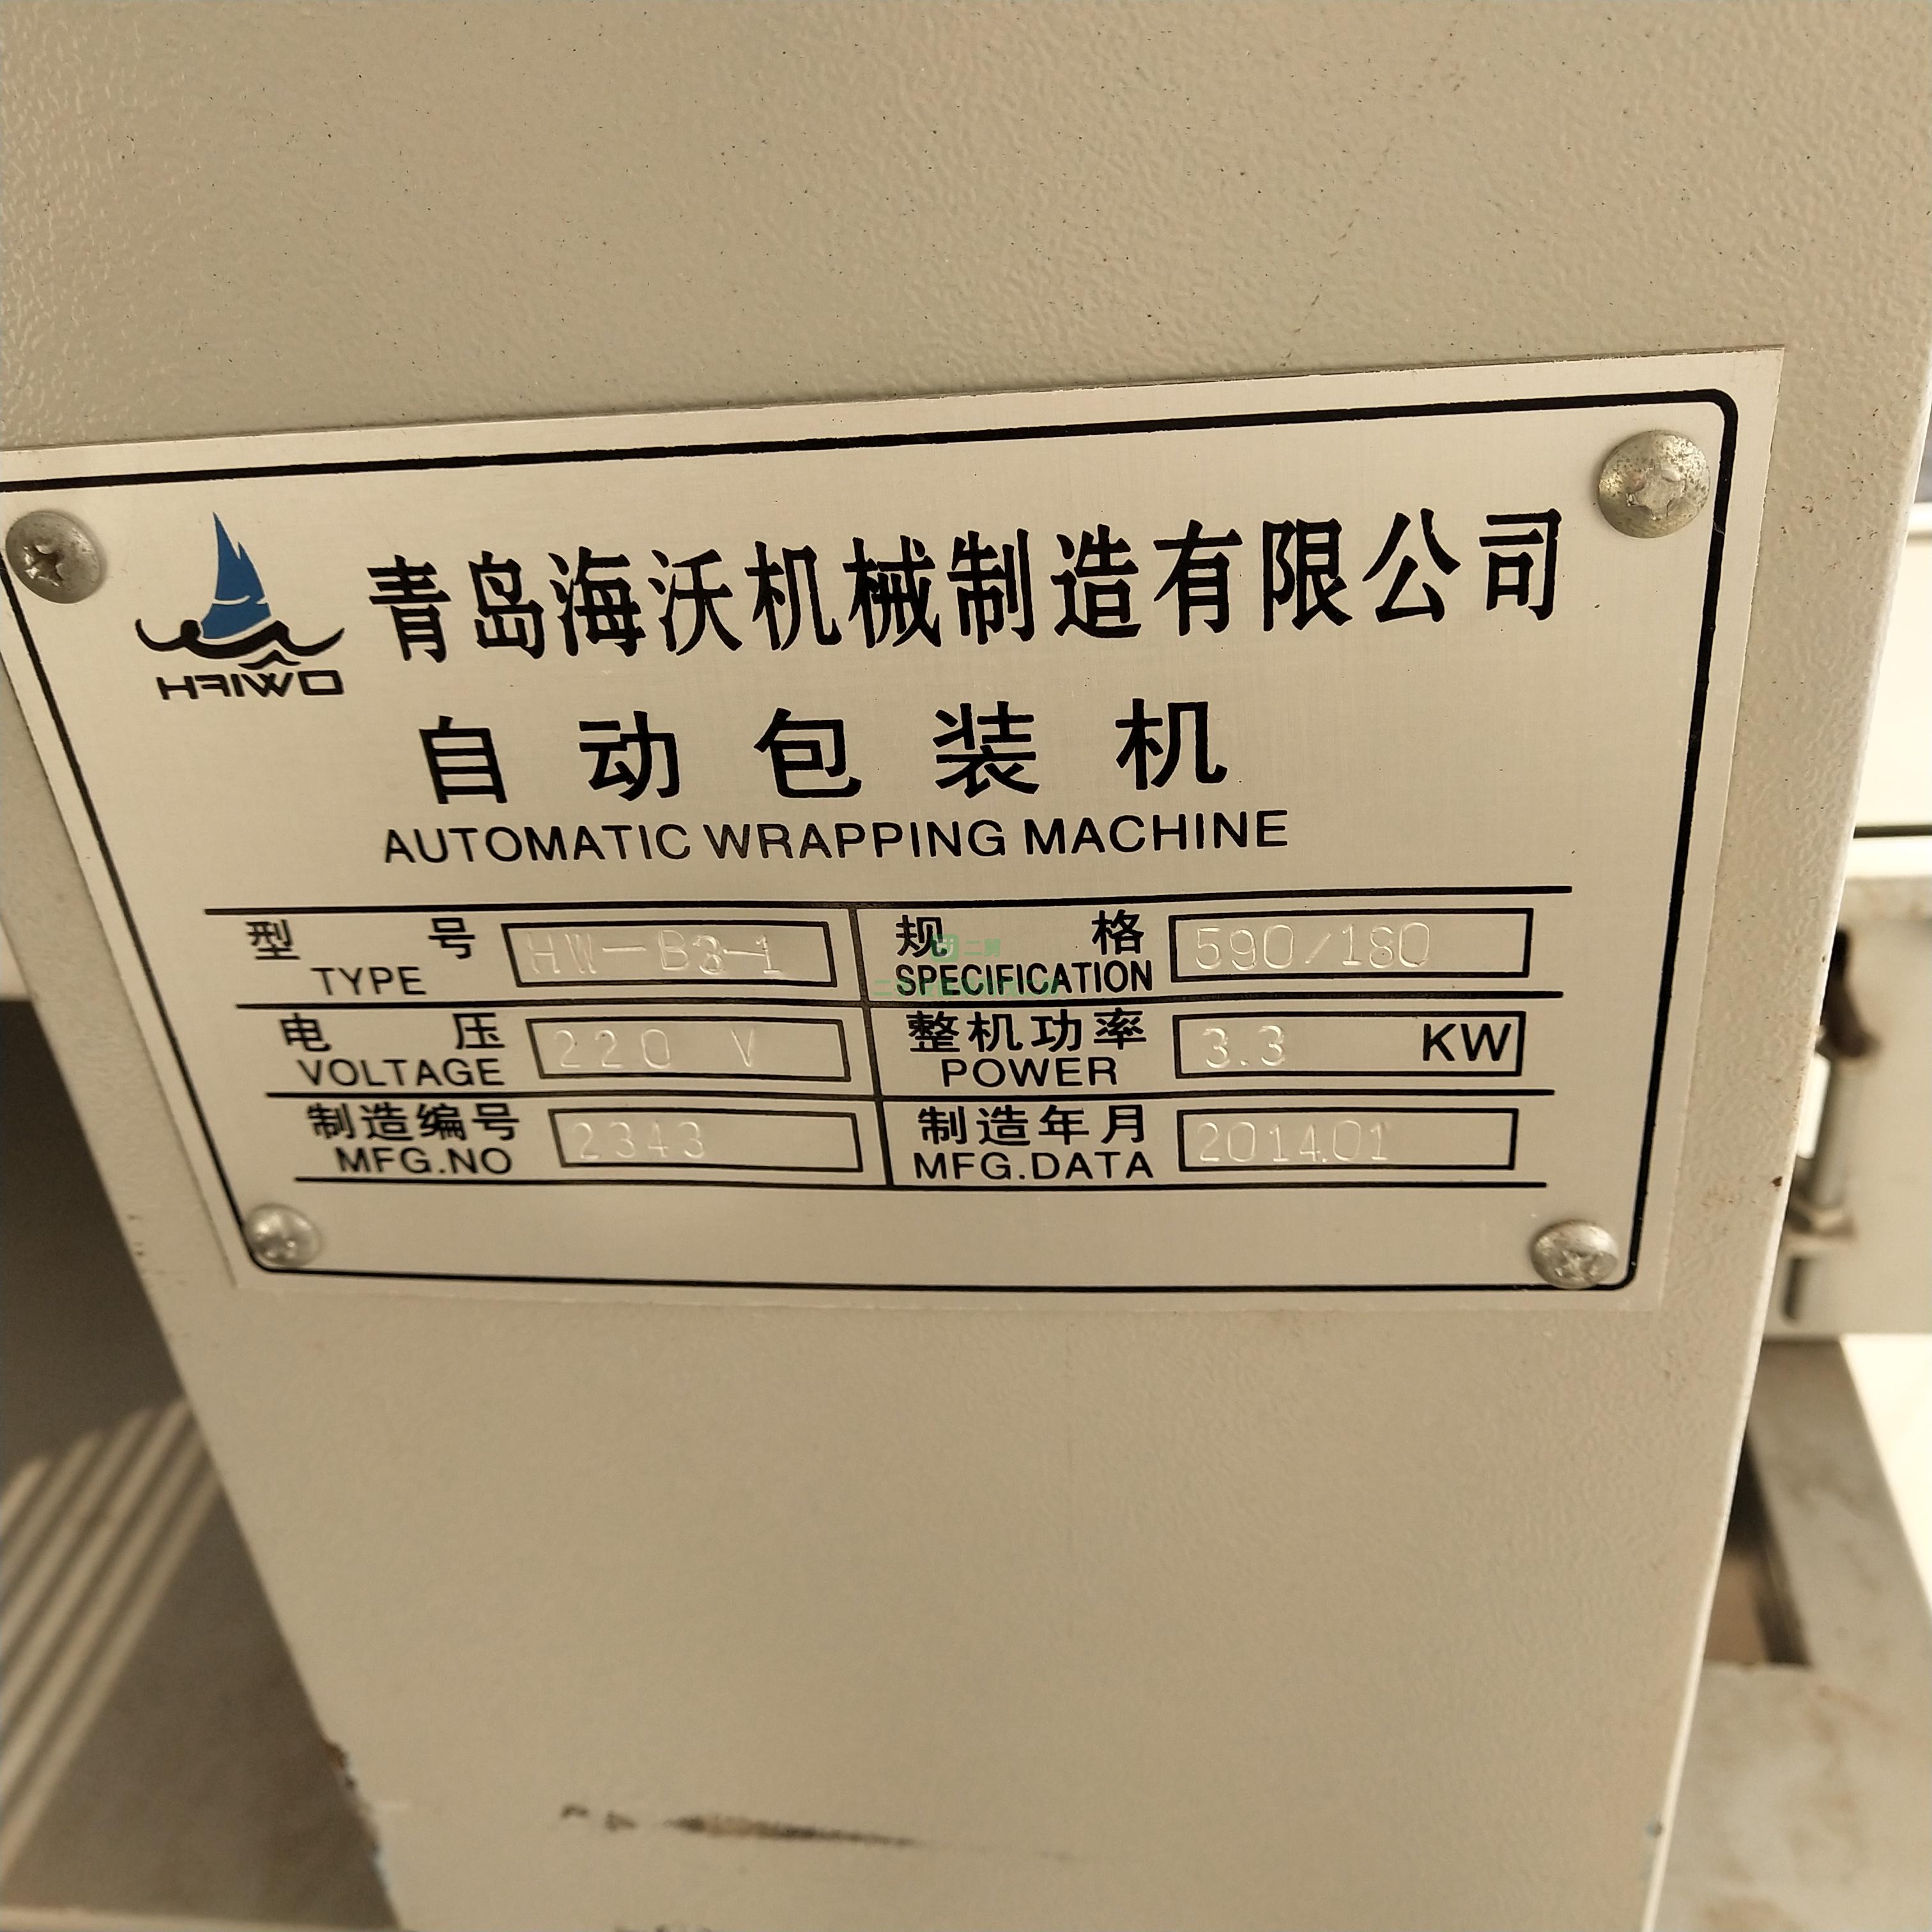 HAIWO
青岛海沃机械制造有限公司
自动包装机
AUTOMATIC WRAPPING MACHINE
型号 HW-B3-1 规格 590/180
TYPE SPECIFICATION
电压 220 V 整机功率 3.3 KW
VOLTAGE POWER
制造编号 2343 制造年月 201401
MFG.NO MFG.DATA